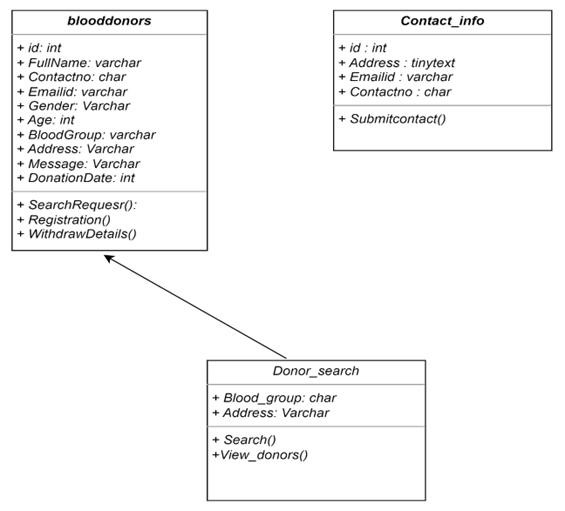 blooddonors
+ id: int
+ FullName: varchar
+ Contactno: char
+ Emailid: varchar
+ Gender: Varchar
+ Age: int
+ BloodGroup: varchar
+ Address: Varchar
+ Message: Varchar
+ DonationDate: int
+ SearchRequesr():
+ Registration()
+ WithdrawDetails()
Contact_info
+ id : int
+ Address : tinytext
+ Emailid : varchar
+ Contactno : char
+ Submitcontact()
Donor_search
+ Blood_group: char
+ Address: Varchar
+ Search()
+View_donors()